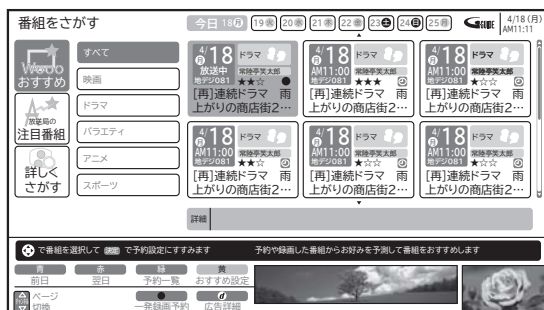 番組をさがす
今日 18月 19火 20水 21木 22金 23土 24日 25月 GGUIDE 4/18 (月) AM11:11
Wooo
おすすめ
放送局の
注目番組
詳しく
さがす
すべて
映画
ドラマ
バラエティ
アニメ
スポーツ
4/18 月 ドラマ
放送中 常陸亭笑太郎
地デジ081 ★★☆
[再]連続ドラマ 雨
上がりの商店街2…
4/18 月 ドラマ
AM11:00 常陸亭笑太郎
地デジ081 ★★★
[再]連続ドラマ 雨
上がりの商店街2…
4/18 月 ドラマ
AM11:00 常陸亭笑太郎
地デジ081 ★☆☆
[再]連続ドラマ 雨
上がりの商店街2…
4/18 月 ドラマ
AM11:00 常陸亭笑太郎
地デジ081 ★★☆
[再]連続ドラマ 雨
上がりの商店街2…
4/18 月 ドラマ
AM11:00 常陸亭笑太郎
地デジ081 ★☆☆
[再]連続ドラマ 雨
上がりの商店街2…
4/18 月 ドラマ
AM11:00 常陸亭笑太郎
地デジ081 ★☆☆
[再]連続ドラマ 雨
上がりの商店街2…
詳細
で番組を選択して 決定 で予約設定にすすみます 予約や録画した番組からお好みを予測して番組をおすすめします
青 赤 緑 黄
前日 翌日 予約一覧 おすすめ設定
ページ
切換 一発録画予約 d 広告詳細